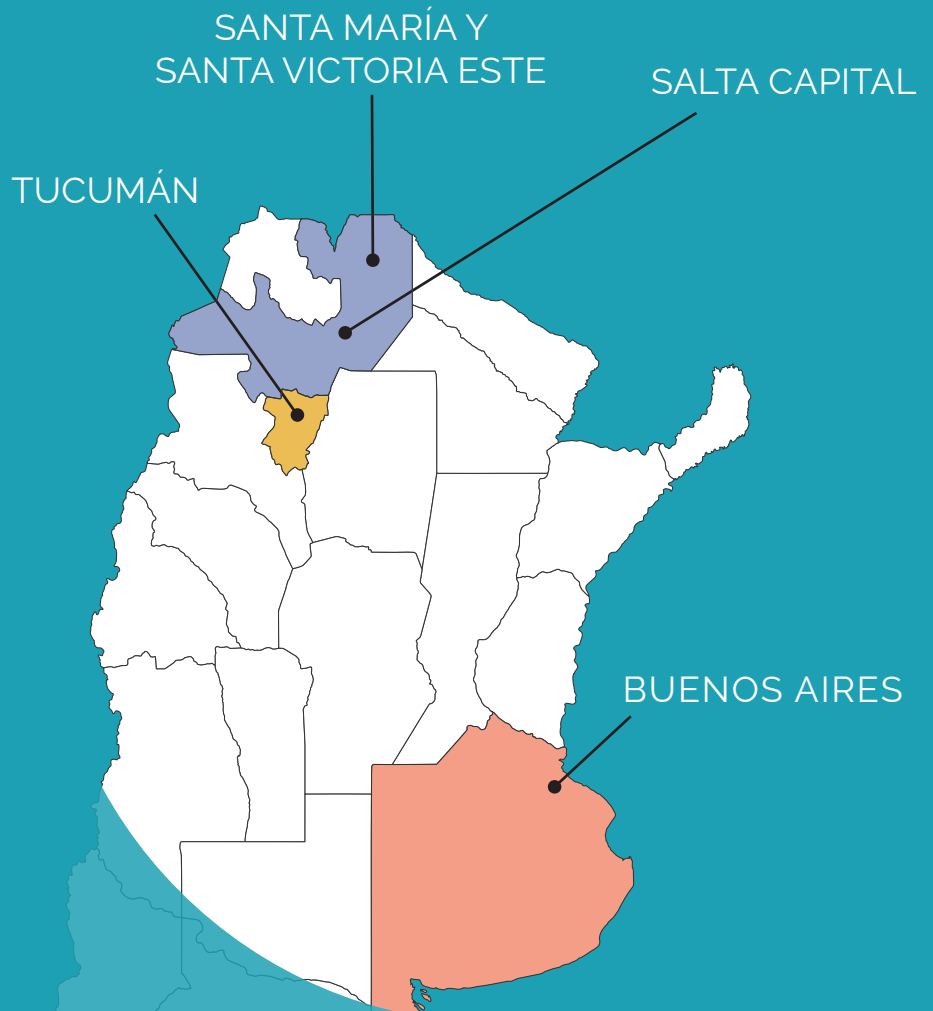 SANTA MARÍA Y
SANTA VICTORIA ESTE
SALTA CAPITAL
TUCUMÁN
BUENOS AIRES